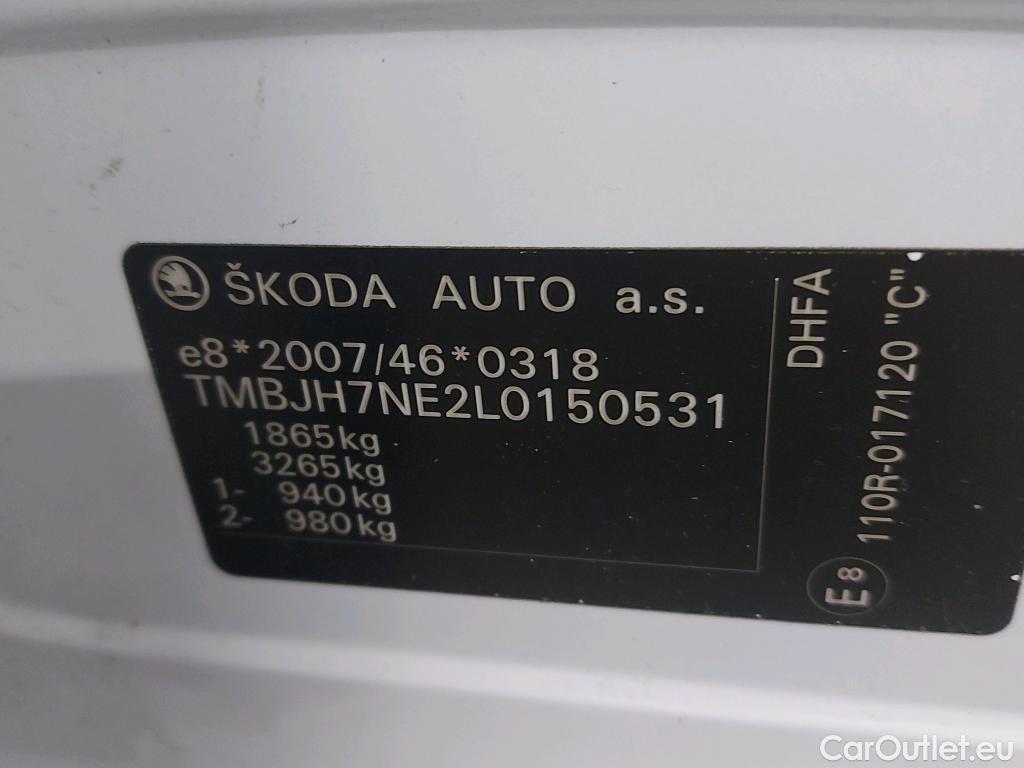 ŠKODA AUTO a.s.
e8*2007/46*0318
TMBJH7NE2L0150531
1865kg
3265kg
1- 940kg
2- 980kg
DHFA
110R-017120 "C"
E8
CarOutlet.eu